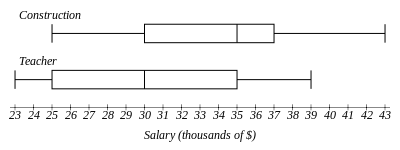 Construction
Teacher
23 24 25 26 27 28 29 30 31 32 33 34 35 36 37 38 39 40 41 42 43
Salary (thousands of $)